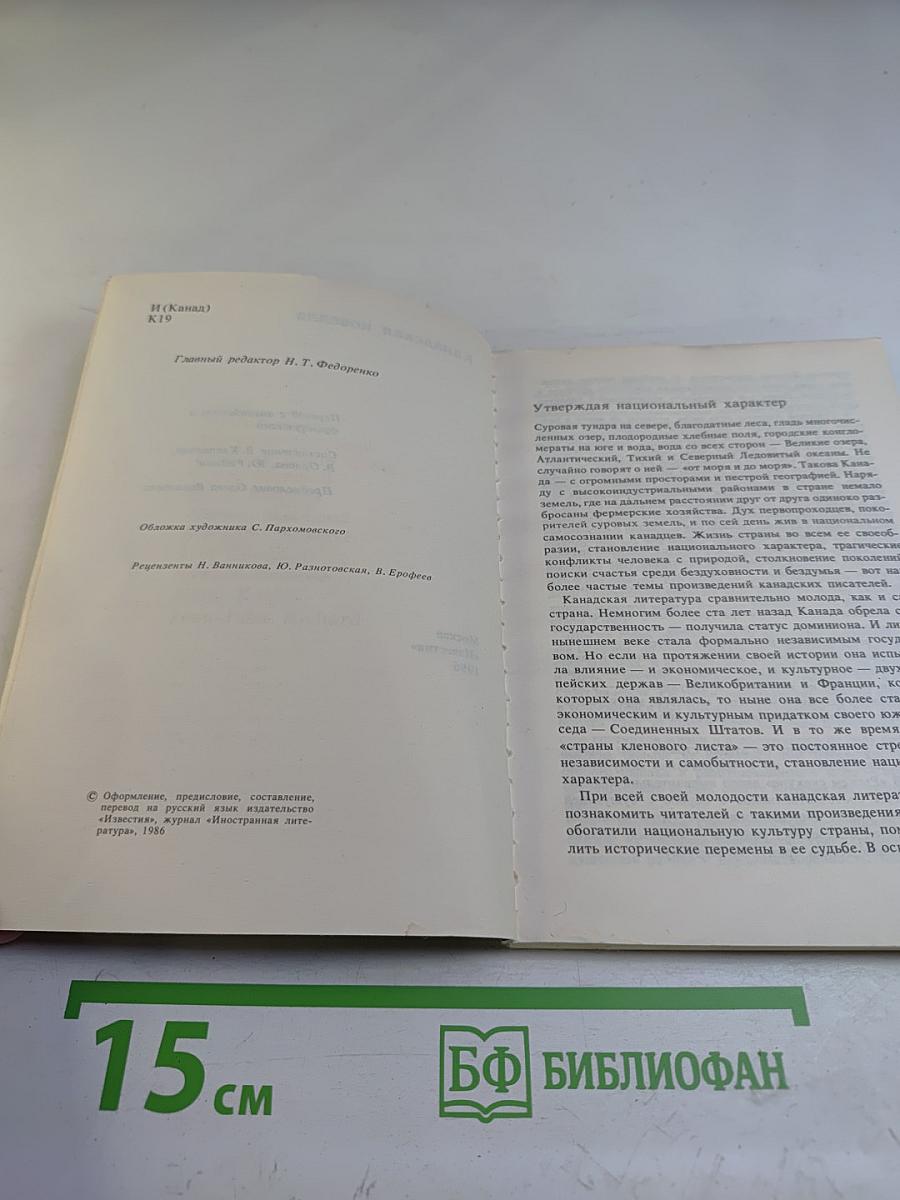 И(Канад)
К19
Главный редактор Н. Т. Федоренко
Обложка художника С. Пархомовского
Рецензенты Н. Ванникова, Ю. Разнотовская, В. Ерофеев
© Оформление, предисловие, составление,
перевод на русский язык издательство
«Известия», журнал «Иностранная лите-
ратура», 1986
Утверждая национальный характер
Суровая тундра на севере, благодатные леса, гладь многочис-
ленных озер, плодородные хлебные поля, городские конгло-
мераты на юге и вода, вода со всех сторон — Великие озера,
Атлантический, Тихий и Северный Ледовитый океаны. Не
случайно говорят о ней — «от моря и до моря». Такова Кана-
да — с огромными просторами и пестрой географией. Наря-
ду с высокоиндустриальными районами в стране немало
земель, где на дальнем расстоянии друг от друга одиноко раз-
бросаны фермерские хозяйства. Дух первопроходцев, поко-
рителей суровых земель, и по сей день жив в национальном
самосознании канадцев. Жизнь страны во всем ее своеоб-
разии, становление национального характера, трагические
конфликты человека с природой, столкновение поколений
поиски счастья среди бездуховности и бездумья — вот на
более частые темы произведений канадских писателей.
Канадская литература сравнительно молода, как и са
страна. Немногим более ста лет назад Канада обрела с
государственность — получила статус доминиона. И ли
нынешнем веке стала формально независимым госуд
вом. Но если на протяжении своей истории она испы
ла влияние — и экономическое, и культурное — двух
пейских держав — Великобритании и Франции, ко
которых она являлась, то ныне она все более ста
экономическим и культурным придатком своего юж
седа — Соединенных Штатов. И в то же время
«страны кленового листа» — это постоянное стре
независимости и самобытности, становление наци
характера.
При всей своей молодости канадская литерат
познакомить читателей с такими произведения
обогатили национальную культуру страны, пом
лить исторические перемены в ее судьбе. В осн
15 см
БФ БИБЛИОФАН